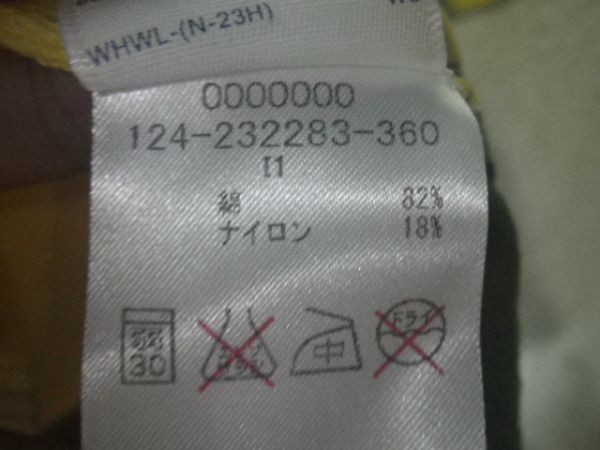 WHWL-(N-23H)
0000000
124-232283-360
I1
綿 82%
ナイロン 18%
30 中 ドライ